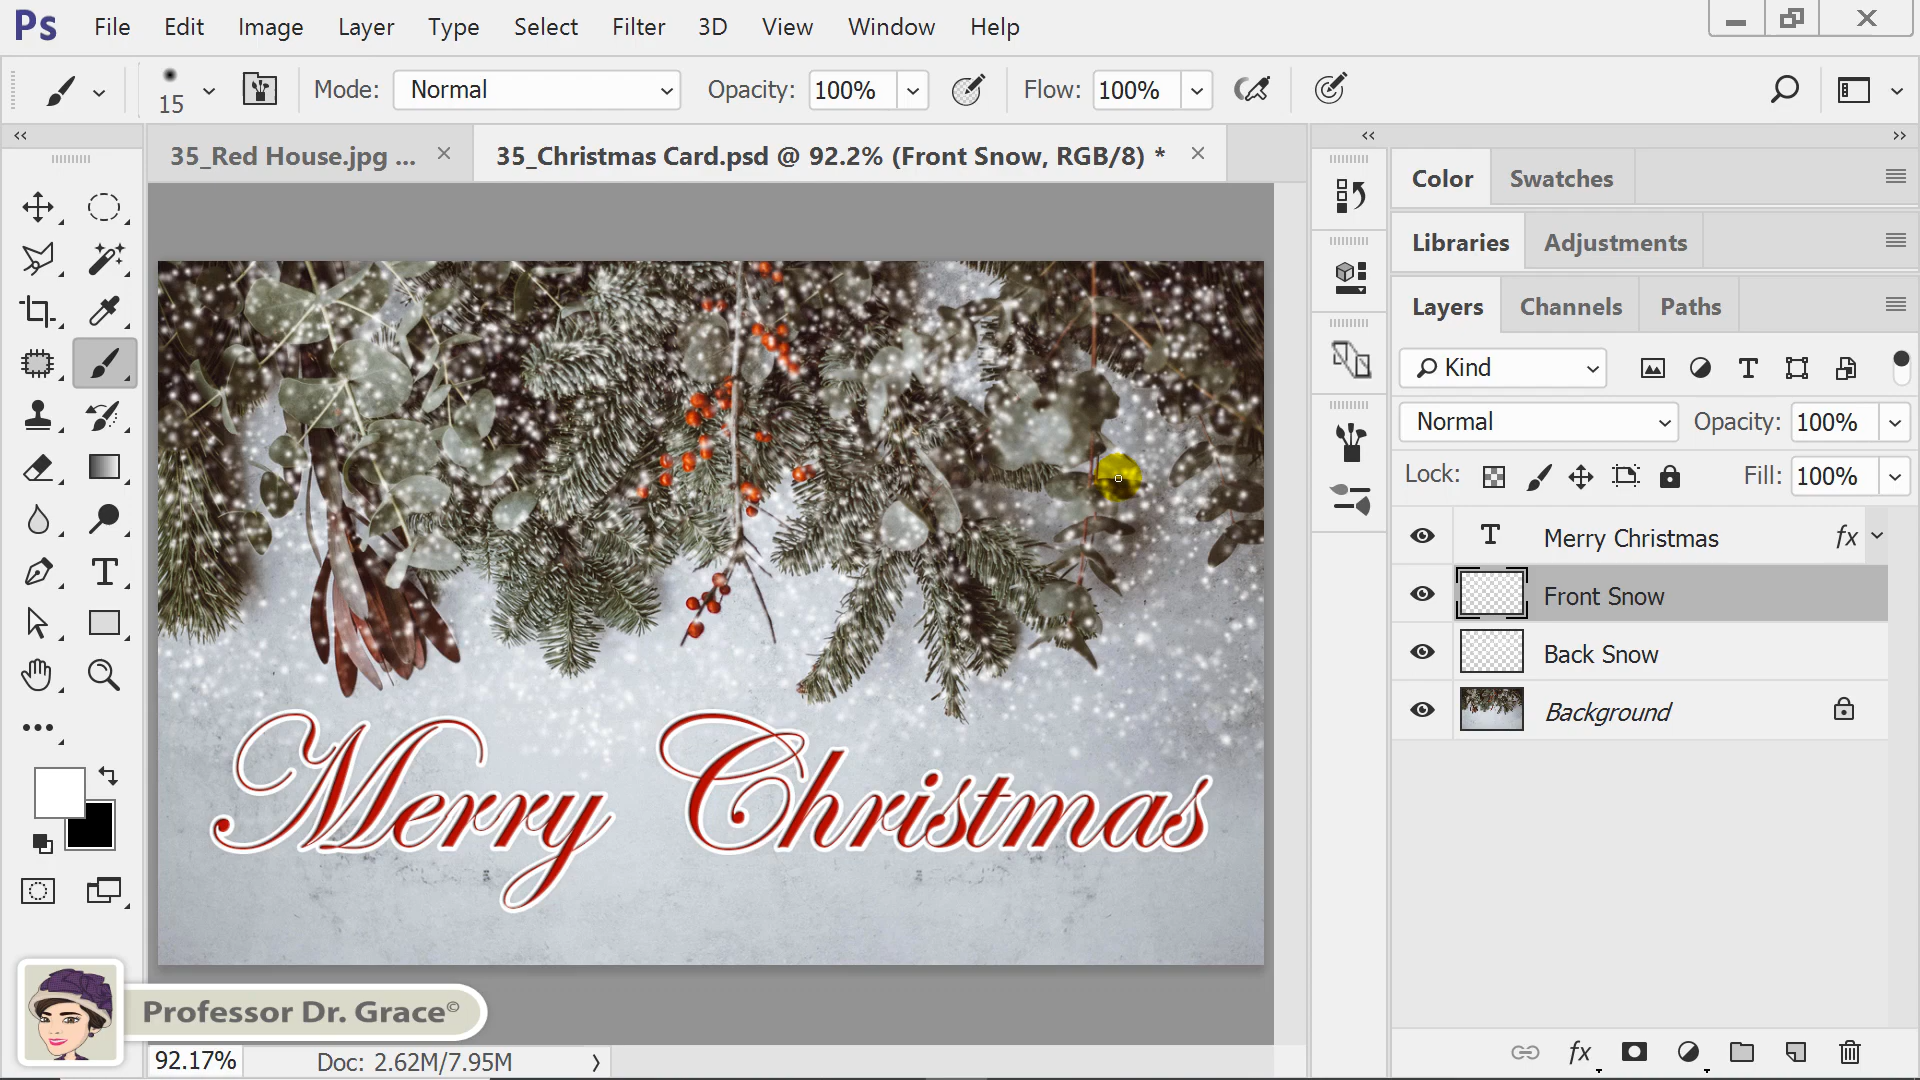 Ps File Edit Image Layer Type Select Filter 3D View Window Help
15 Mode: Normal Opacity: 100% Flow: 100%
35_Red House.jpg ... 35_Christmas Card.psd @ 92.2% (Front Snow, RGB/8) *
Color Swatches
Libraries Adjustments
Layers Channels Paths
Kind
Normal Opacity: 100%
Lock: Fill: 100%
T Merry Christmas fx
Front Snow
Back Snow
Background
Merry Christmas
Professor Dr. Grace©
92.17% Doc: 2.62M/7.95M
fx